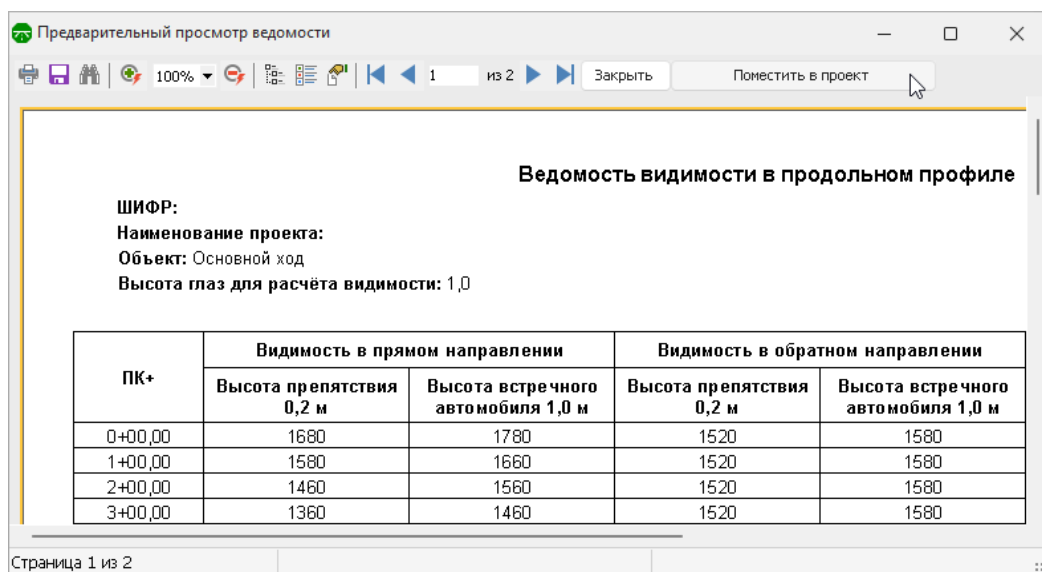 Предварительный просмотр ведомости
100% 1 из 2 Закрыть Поместить в проект
Ведомость видимости в продольном профиле
ШИФР:
Наименование проекта:
Объект: Основной ход
Высота глаз для расчёта видимости: 1,0
ПК+ Видимость в прямом направлении Видимость в обратном направлении
Высота препятствия Высота встречного Высота препятствия Высота встречного
0,2 м автомобиля 1,0 м 0,2 м автомобиля 1,0 м
0+00,00 1680 1780 1520 1580
1+00,00 1580 1660 1520 1580
2+00,00 1460 1560 1520 1580
3+00,00 1360 1460 1520 1580
Страница 1 из 2